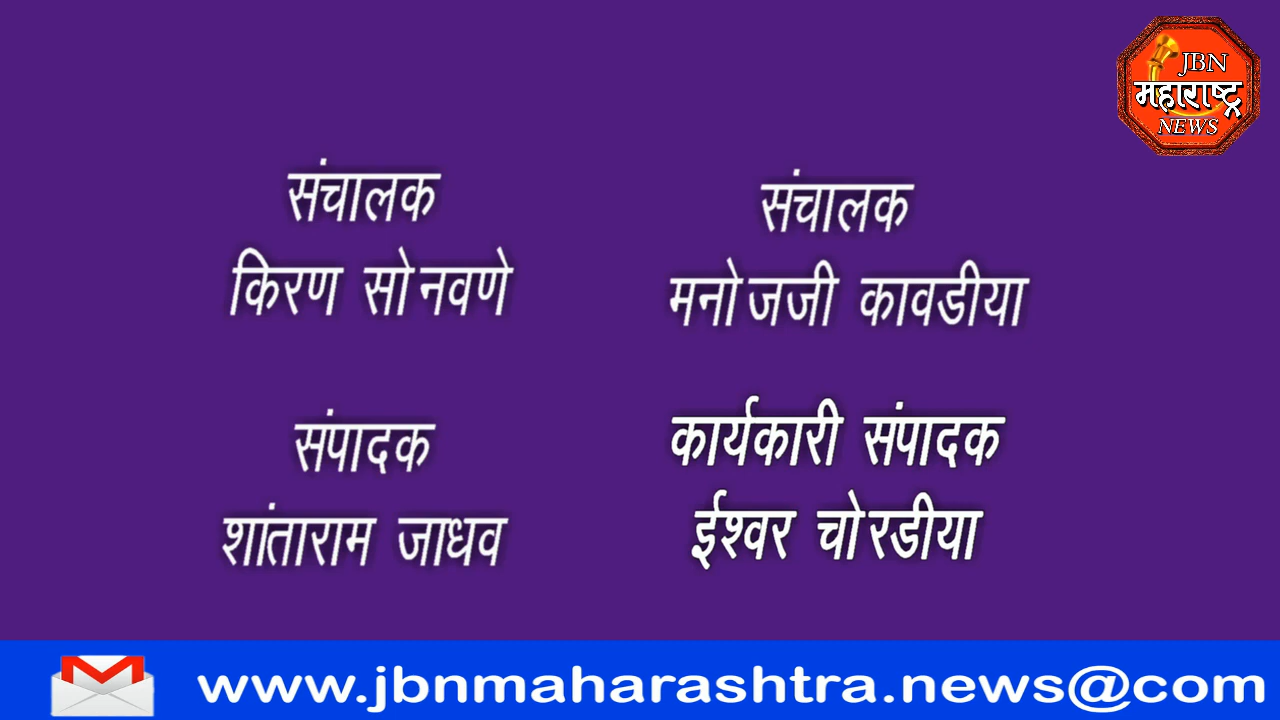 JBN
महाराष्ट्र
NEWS
संचालक
किरण सोनवणे
संचालक
मनोजजी कावडीया
संपादक
शांताराम जाधव
कार्यकारी संपादक
ईश्वर चोरडीया
www.jbnmaharashtra.news@com